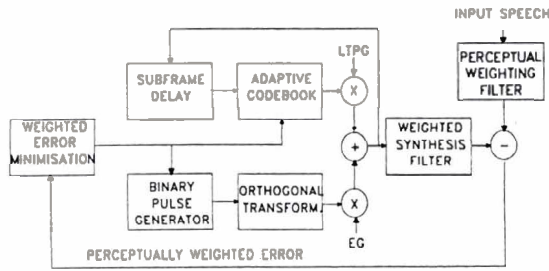 INPUT SPEECH
LTPG
SUBFRAME
DELAY
ADAPTIVE
CODEBOOK
X
PERCEPTUAL
WEIGHTING
FILTER
WEIGHTED
ERROR
MINIMISATION
+
WEIGHTED
SYNTHESIS
FILTER
-
BINARY
PULSE
GENERATOR
ORTHOGONAL
TRANSFORM.
X
EG
PERCEPTUALLY WEIGHTED ERROR